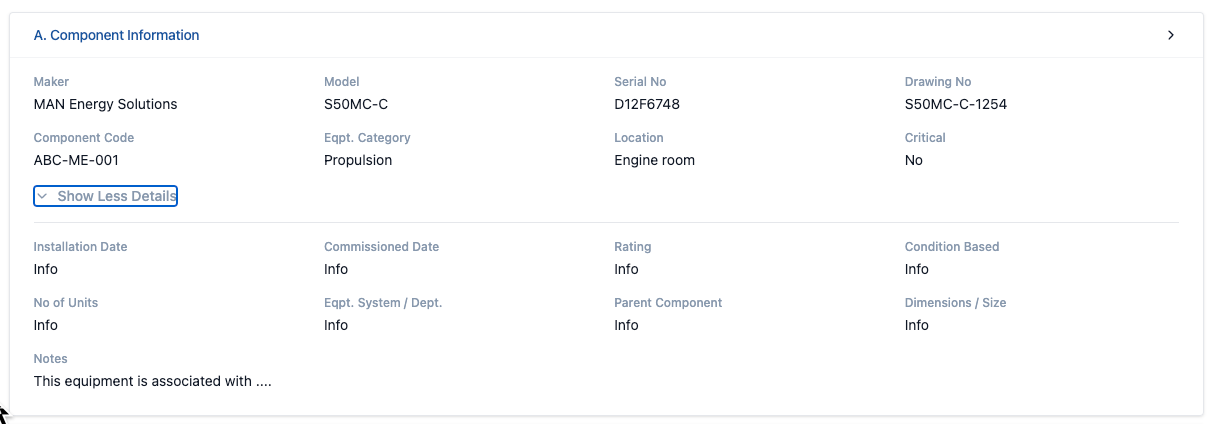 A. Component Information
Maker Model Serial No Drawing No
MAN Energy Solutions S50MC-C D12F6748 S50MC-C-1254
Component Code Eqpt. Category Location Critical
ABC-ME-001 Propulsion Engine room No
Show Less Details
Installation Date Commissioned Date Rating Condition Based
Info Info Info Info
No of Units Eqpt. System / Dept. Parent Component Dimensions / Size
Info Info Info Info
Notes
This equipment is associated with ....